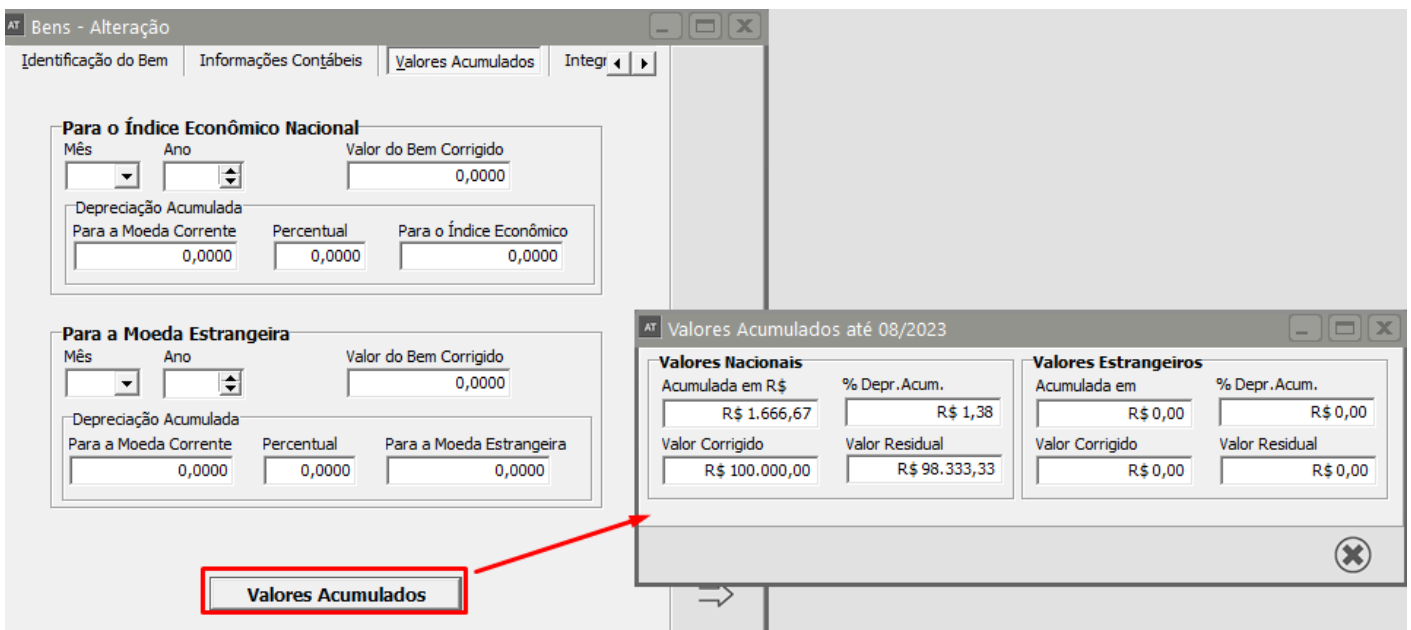 AT Bens - Alteração
Identificação do Bem Informações Contábeis Valores Acumulados Integr
Para o Índice Econômico Nacional
Mês Ano Valor do Bem Corrigido
0,0000
Depreciação Acumulada
Para a Moeda Corrente Percentual Para o Índice Econômico
0,0000 0,0000 0,0000
Para a Moeda Estrangeira
Mês Ano Valor do Bem Corrigido
0,0000
Depreciação Acumulada
Para a Moeda Corrente Percentual Para a Moeda Estrangeira
0,0000 0,0000 0,0000
Valores Acumulados
AT Valores Acumulados até 08/2023
Valores Nacionais Valores Estrangeiros
Acumulada em R$ % Depr.Acum. Acumulada em % Depr.Acum.
R$ 1.666,67 R$ 1,38 R$ 0,00 R$ 0,00
Valor Corrigido Valor Residual Valor Corrigido Valor Residual
R$ 100.000,00 R$ 98.333,33 R$ 0,00 R$ 0,00